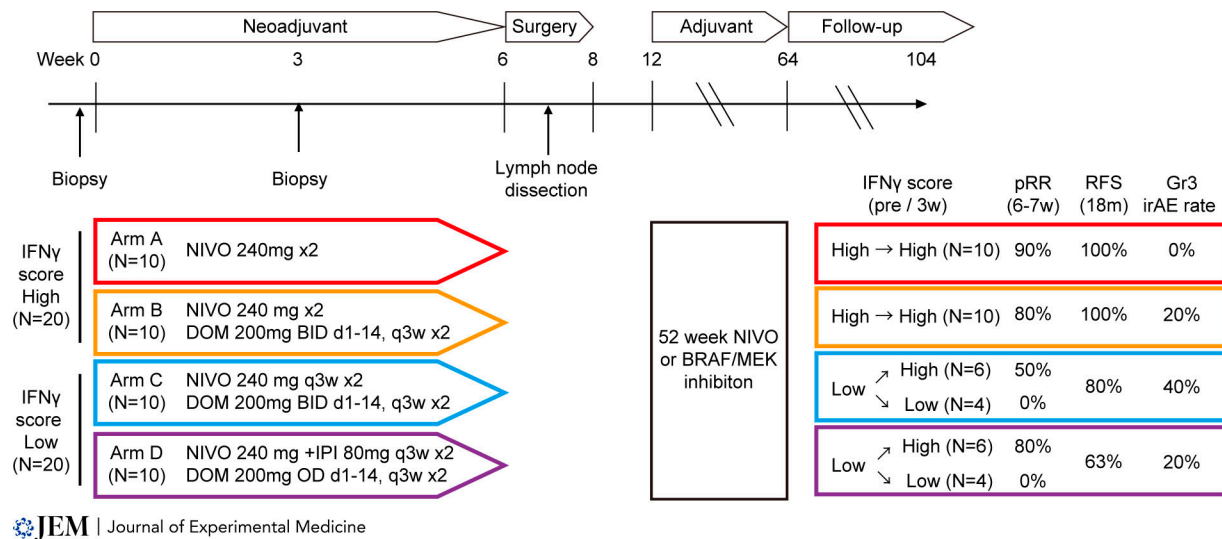 Neoadjuvant Surgery Adjuvant Follow-up
Week 0 3 6 8 12 64 104
Biopsy Biopsy Lymph node
dissection
IFNγ score
(pre / 3w)
pRR
(6-7w)
RFS
(18m)
Gr3
irAE rate
IFNγ
score
High
(N=20)
Arm A
(N=10)
NIVO 240mg x2
High → High (N=10) 90% 100% 0%
Arm B
(N=10)
NIVO 240 mg x2
DOM 200mg BID d1-14, q3w x2
High → High (N=10) 80% 100% 20%
52 week NIVO
or BRAF/MEK
inhibiton
IFNγ
score
Low
(N=20)
Arm C
(N=10)
NIVO 240 mg q3w x2
DOM 200mg BID d1-14, q3w x2
Low ↗ High (N=6) 50%
↘ Low (N=4) 0%
80% 40%
Arm D
(N=10)
NIVO 240 mg +IPI 80mg q3w x2
DOM 200mg OD d1-14, q3w x2
Low ↗ High (N=6) 80%
↘ Low (N=4) 0%
63% 20%
JEM | Journal of Experimental Medicine